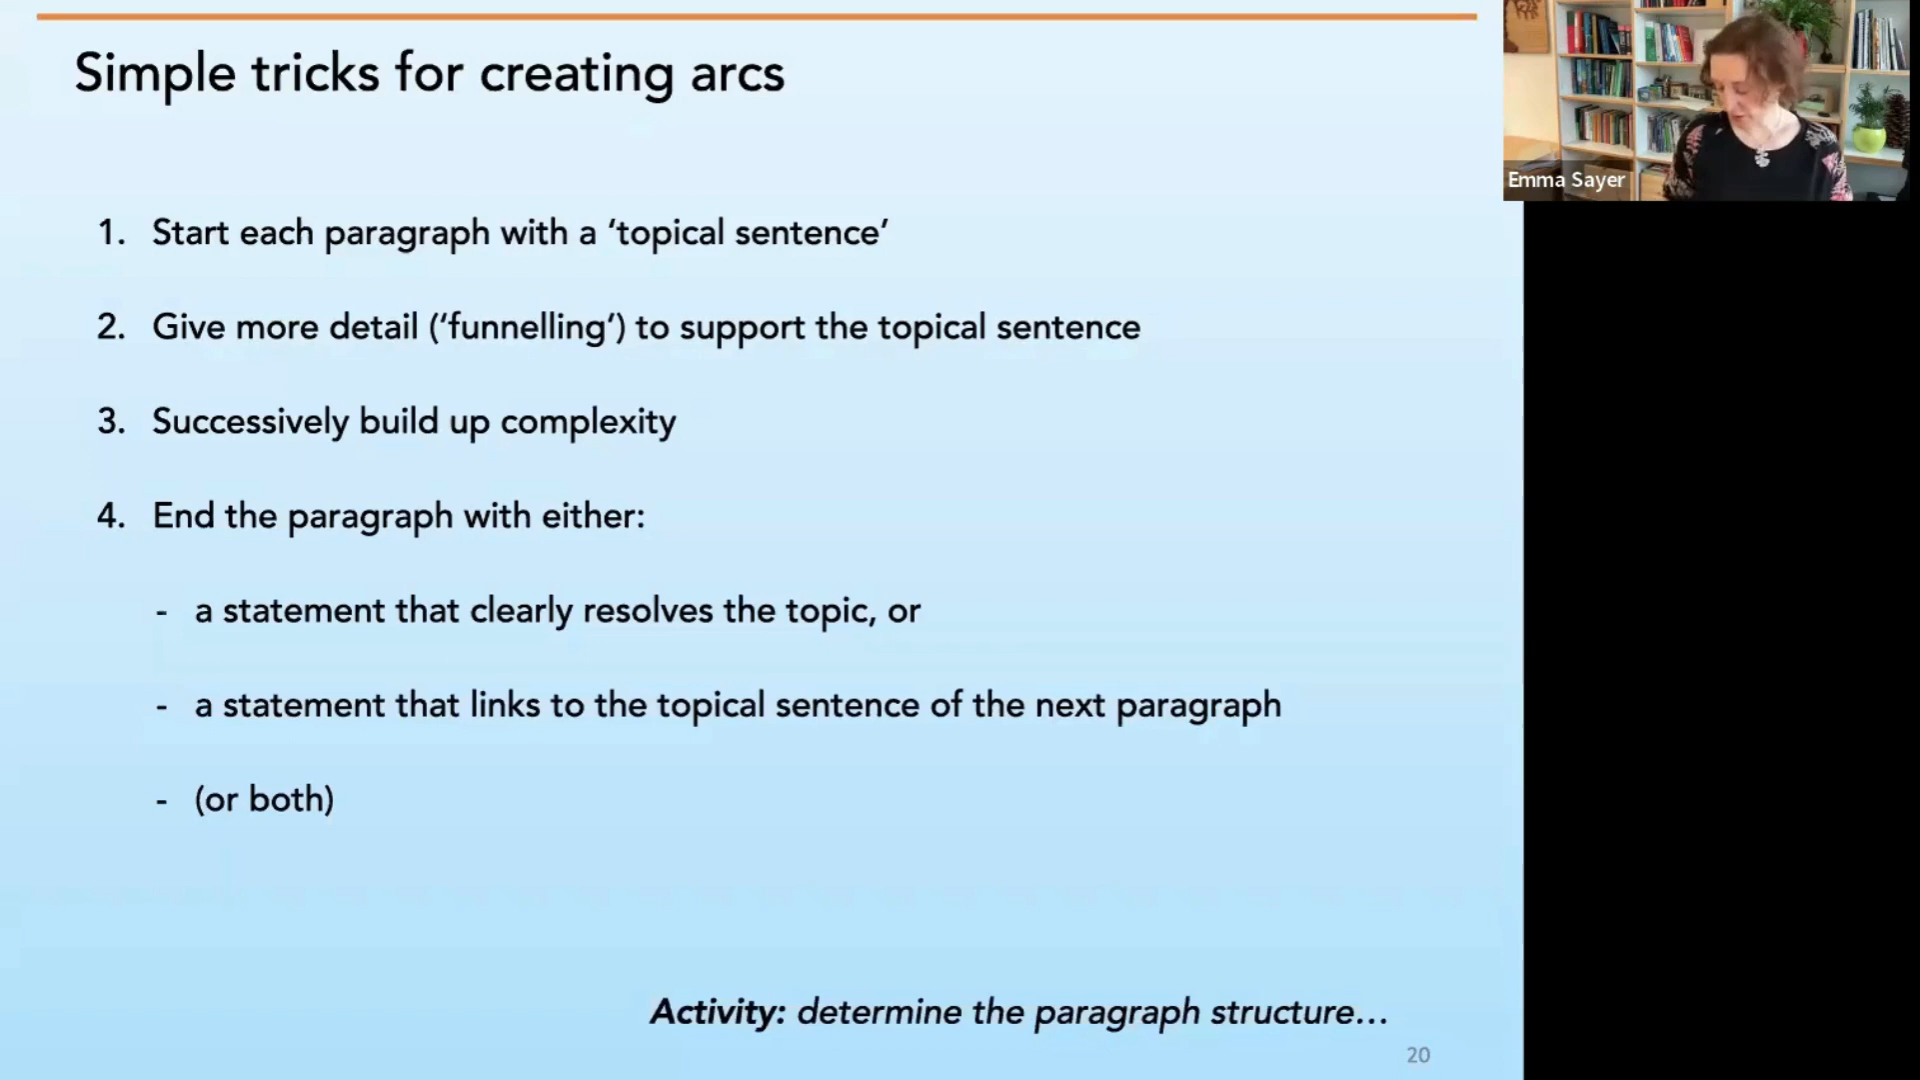 Simple tricks for creating arcs
Emma Sayer
1. Start each paragraph with a ‘topical sentence’
2. Give more detail (‘funnelling’) to support the topical sentence
3. Successively build up complexity
4. End the paragraph with either:
- a statement that clearly resolves the topic, or
- a statement that links to the topical sentence of the next paragraph
- (or both)
Activity: determine the paragraph structure…
20